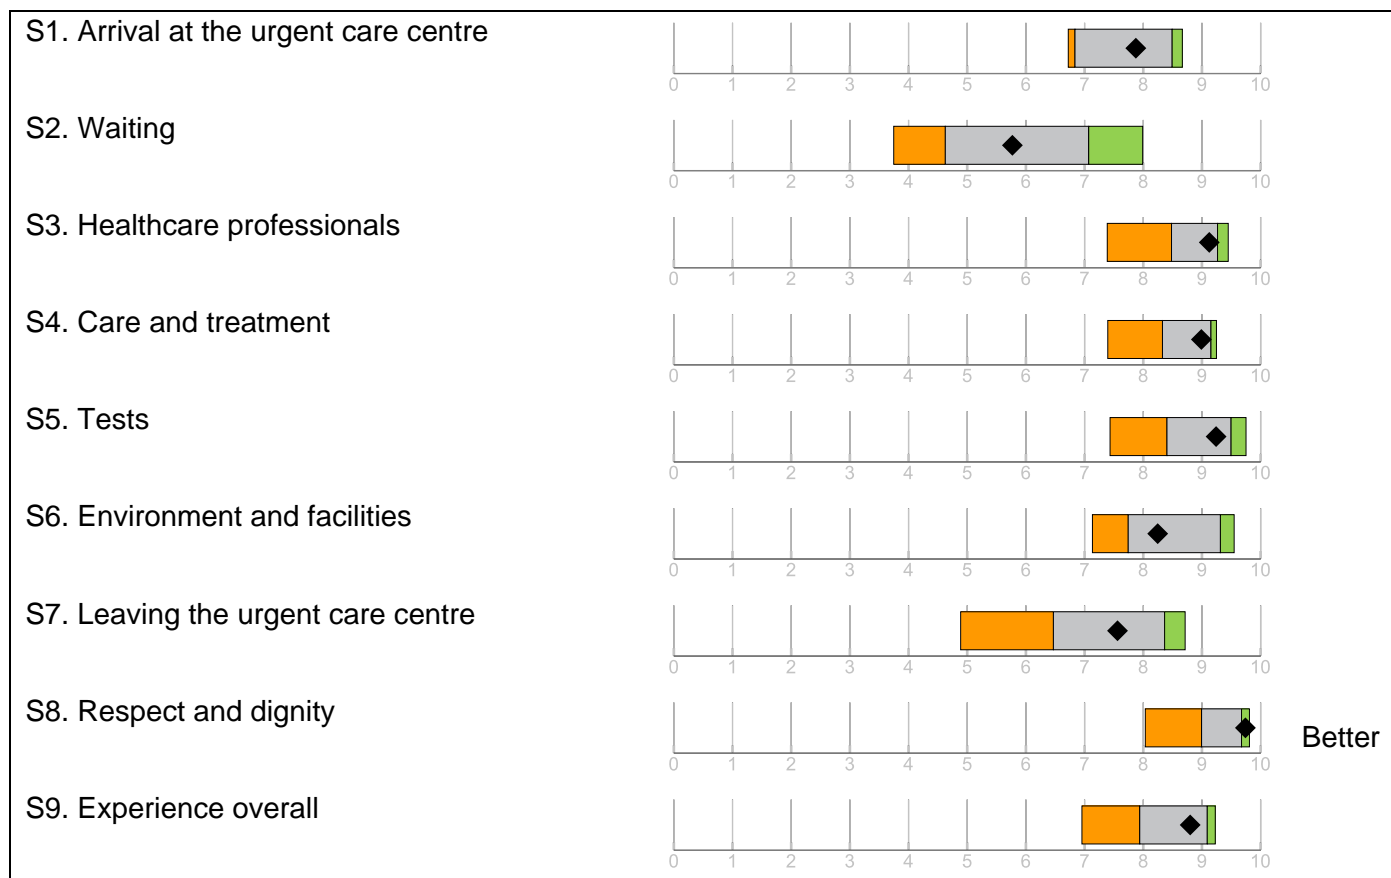 S1. Arrival at the urgent care centre
0 1 2 3 4 5 6 7 8 9 10
S2. Waiting
0 1 2 3 4 5 6 7 8 9 10
S3. Healthcare professionals
0 1 2 3 4 5 6 7 8 9 10
S4. Care and treatment
0 1 2 3 4 5 6 7 8 9 10
S5. Tests
0 1 2 3 4 5 6 7 8 9 10
S6. Environment and facilities
0 1 2 3 4 5 6 7 8 9 10
S7. Leaving the urgent care centre
0 1 2 3 4 5 6 7 8 9 10
S8. Respect and dignity
Better
0 1 2 3 4 5 6 7 8 9 10
S9. Experience overall
0 1 2 3 4 5 6 7 8 9 10